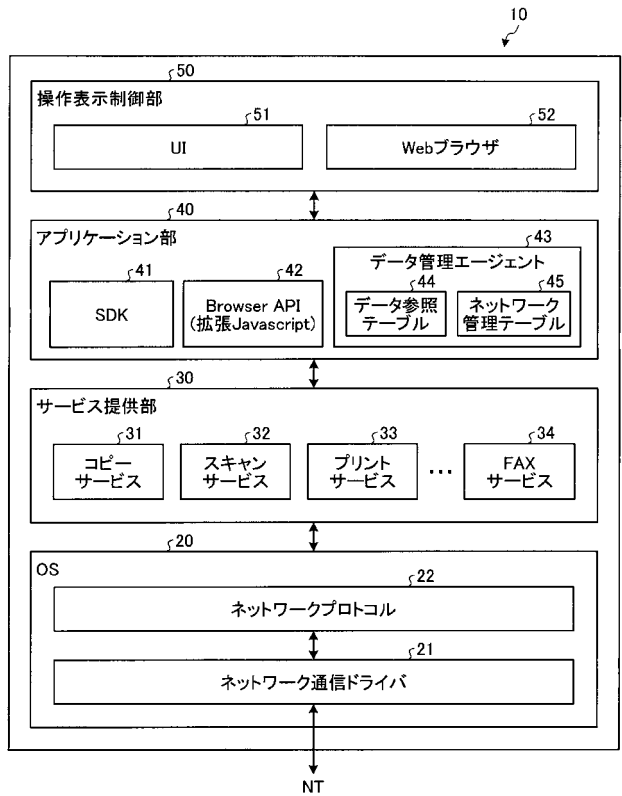 10
50
操作表示制御部
51
UI
52
Webブラウザ
40
アプリケーション部
41
SDK
42
Browser API
(拡張Javascript)
43
データ管理エージェント
44
データ参照
テーブル
45
ネットワーク
管理テーブル
30
サービス提供部
31
コピー
サービス
32
スキャン
サービス
33
プリント
サービス
…
34
FAX
サービス
20
OS
22
ネットワークプロトコル
21
ネットワーク通信ドライバ
NT